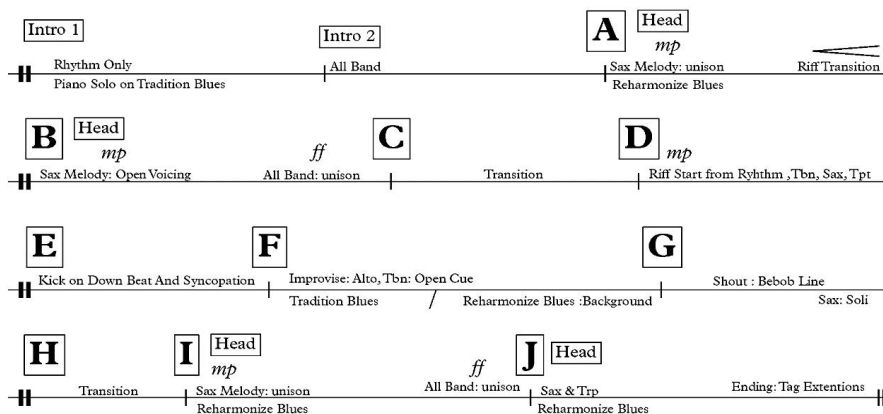 Intro 1
Intro 2
A Head
mp
Rhythm Only
All Band
Sax Melody: unison
Riff Transition
Piano Solo on Tradition Blues
Reharmonize Blues
B Head
mp
ff
C
D
mp
Sax Melody: Open Voicing
All Band: unison
Transition
Riff Start from Ryhthm ,Tbn, Sax, Tpt
E
F
G
Kick on Down Beat And Syncopation
Improvise: Alto, Tbn: Open Cue
Shout : Bebob Line
Tradition Blues
/
Reharmonize Blues :Background
Sax: Soli
H
I Head
mp
ff
J Head
Transition
Sax Melody: unison
All Band: unison
Sax & Trp
Ending: Tag Extentions
Reharmonize Blues
Reharmonize Blues